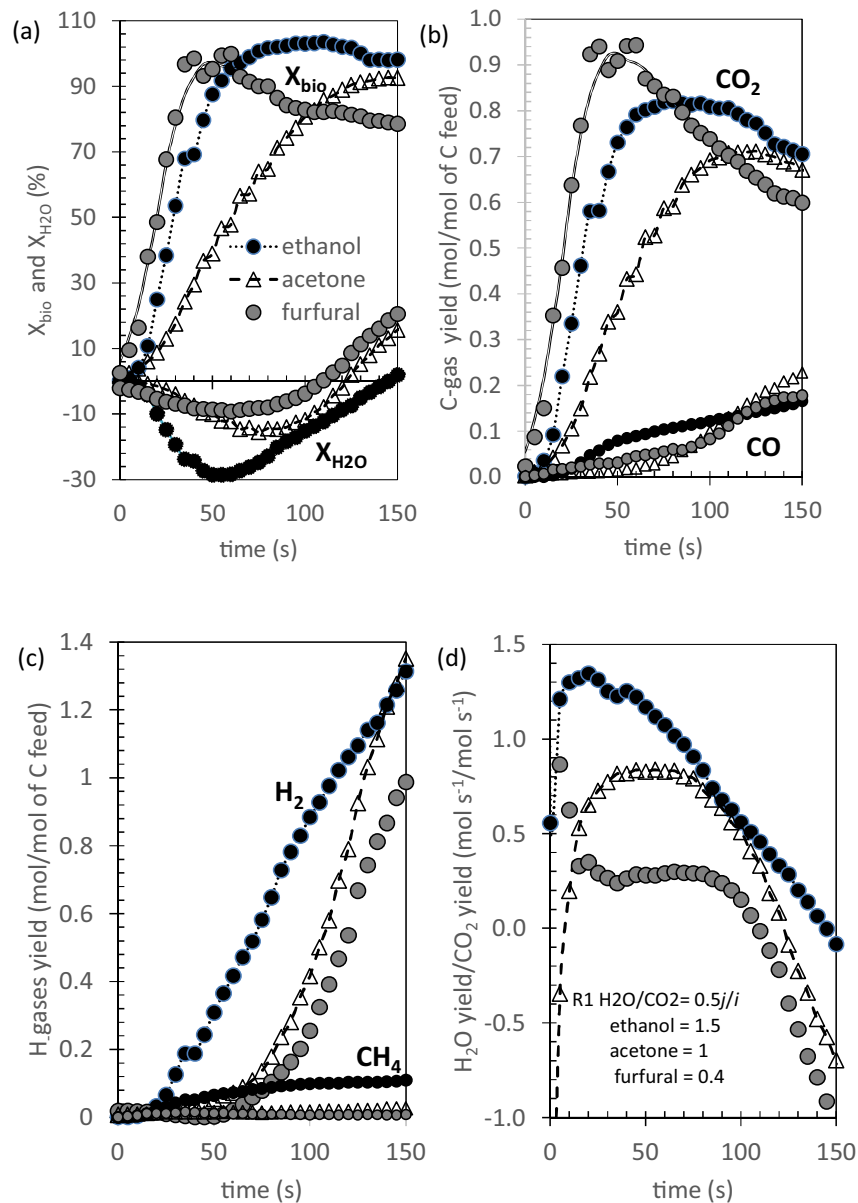 (a)
X_bio and X_H2O (%)
110
90
70
50
30
10
-10
-30
X_bio
ethanol
acetone
furfural
X_H2O
0 50 100 150
time (s)
(b)
C-gas yield (mol/mol of C feed)
1.0
0.9
0.8
0.7
0.6
0.5
0.4
0.3
0.2
0.1
0.0
CO₂
CO
0 50 100 150
time (s)
(c)
H_gases yield (mol/mol of C feed)
1.4
1.2
1
0.8
0.6
0.4
0.2
0
H₂
CH₄
0 50 100 150
time (s)
(d)
H₂O yield/CO₂ yield (mol s⁻¹/mol s⁻¹)
1.5
1.0
0.5
0.0
-0.5
-1.0
R1 H2O/CO2= 0.5j/i
ethanol = 1.5
acetone = 1
furfural = 0.4
0 50 100 150
time (s)